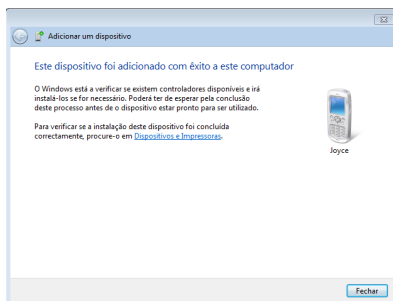 Adicionar um dispositivo
Este dispositivo foi adicionado com êxito a este computador
O Windows está a verificar se existem controladores disponíveis e irá
instalá-los se for necessário. Poderá ter de esperar pela conclusão
deste processo antes de o dispositivo estar pronto para ser utilizado.
Para verificar se a instalação deste dispositivo foi concluída
correctamente, procure-o em Dispositivos e Impressoras.
Joyce
Fechar